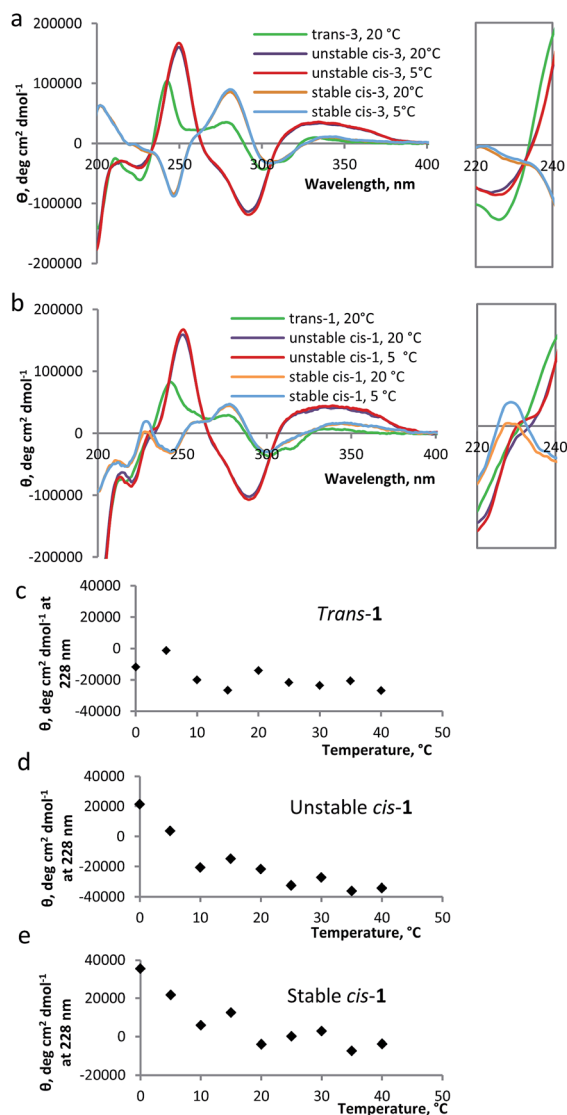 a
200000
100000
0
-100000
-200000
θ, deg cm² dmol⁻¹
trans-3, 20 °C
unstable cis-3, 20°C
unstable cis-3, 5°C
stable cis-3, 20°C
stable cis-3, 5°C
200 250 300 350 400
Wavelength, nm
220 240
b
200000
100000
0
-100000
-200000
θ, deg cm² dmol⁻¹
trans-1, 20°C
unstable cis-1, 20 °C
unstable cis-1, 5 °C
stable cis-1, 20 °C
stable cis-1, 5 °C
200 250 300 350 400
Wavelength, nm
220 240
c
θ, deg cm² dmol⁻¹ at
228 nm
40000
20000
0
-20000
-40000
Trans-1
0 10 20 30 40 50
Temperature, °C
d
θ, deg cm² dmol⁻¹
at 228 nm
40000
20000
0
-20000
-40000
Unstable cis-1
0 10 20 30 40 50
Temperature, °C
e
θ, deg cm² dmol⁻¹
at 228 nm
40000
20000
0
-20000
Stable cis-1
0 10 20 30 40 50
Temperature, °C